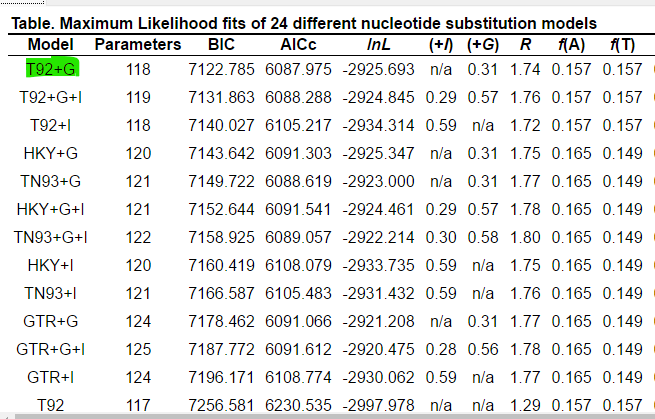 Table. Maximum Likelihood fits of 24 different nucleotide substitution models
Model Parameters BIC AICc lnL (+I) (+G) R f(A) f(T)
T92+G 118 7122.785 6087.975 -2925.693 n/a 0.31 1.74 0.157 0.157
T92+G+I 119 7131.863 6088.288 -2924.845 0.29 0.57 1.76 0.157 0.157
T92+I 118 7140.027 6105.217 -2934.314 0.59 n/a 1.72 0.157 0.157
HKY+G 120 7143.642 6091.303 -2925.347 n/a 0.31 1.75 0.165 0.149
TN93+G 121 7149.722 6088.619 -2923.000 n/a 0.31 1.77 0.165 0.149
HKY+G+I 121 7152.644 6091.541 -2924.461 0.29 0.57 1.78 0.165 0.149
TN93+G+I 122 7158.925 6089.057 -2922.214 0.30 0.58 1.80 0.165 0.149
HKY+I 120 7160.419 6108.079 -2933.735 0.59 n/a 1.75 0.165 0.149
TN93+I 121 7166.587 6105.483 -2931.432 0.59 n/a 1.76 0.165 0.149
GTR+G 124 7178.462 6091.066 -2921.208 n/a 0.31 1.77 0.165 0.149
GTR+G+I 125 7187.772 6091.612 -2920.475 0.28 0.56 1.78 0.165 0.149
GTR+I 124 7196.171 6108.774 -2930.062 0.59 n/a 1.77 0.165 0.149
T92 117 7256.581 6230.535 -2997.978 n/a n/a 1.29 0.157 0.157